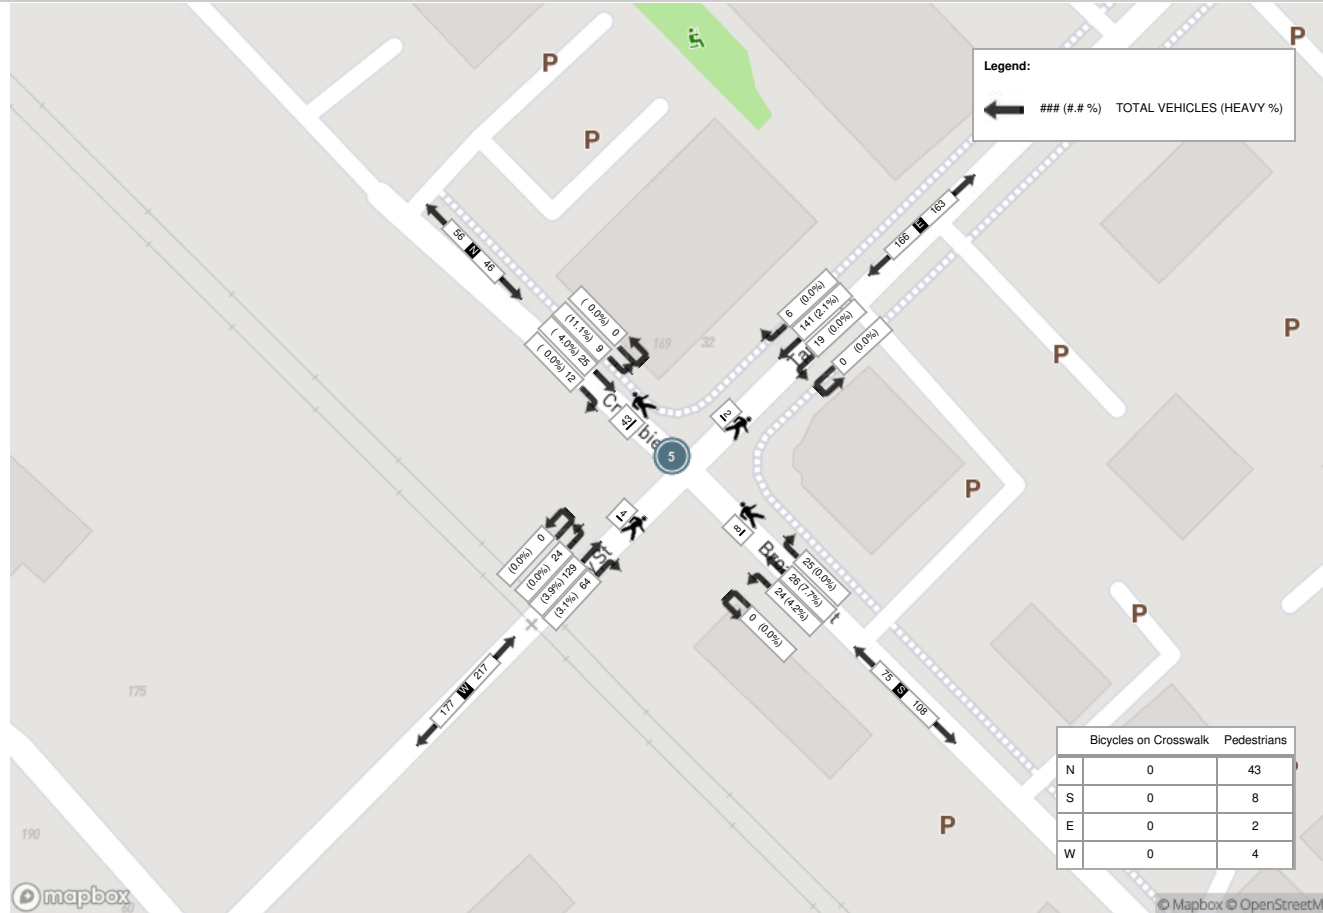 P
P
P
P
P
P
P
P
Legend:
### (#.# %) TOTAL VEHICLES (HEAVY %)
163
E
166
56
N
46
( 0.0%) 0
(11.1%) 9
( 4.0%) 25
( 0.0%) 12
6 (0.0%)
141 (2.1%)
19 (0.0%)
0 (0.0%)
169
32
43
2
5
4
8
(0.0%) 0
(0.0%) 24
(3.9%) 129
(3.1%) 64
25 (0.0%)
26 (7.7%)
24 (4.2%)
0 (0.0%)
217
W
177
75
S
108
175
190
60
Bicycles on Crosswalk Pedestrians
N 0 43
S 0 8
E 0 2
W 0 4
mapbox
© Mapbox © OpenStreetM